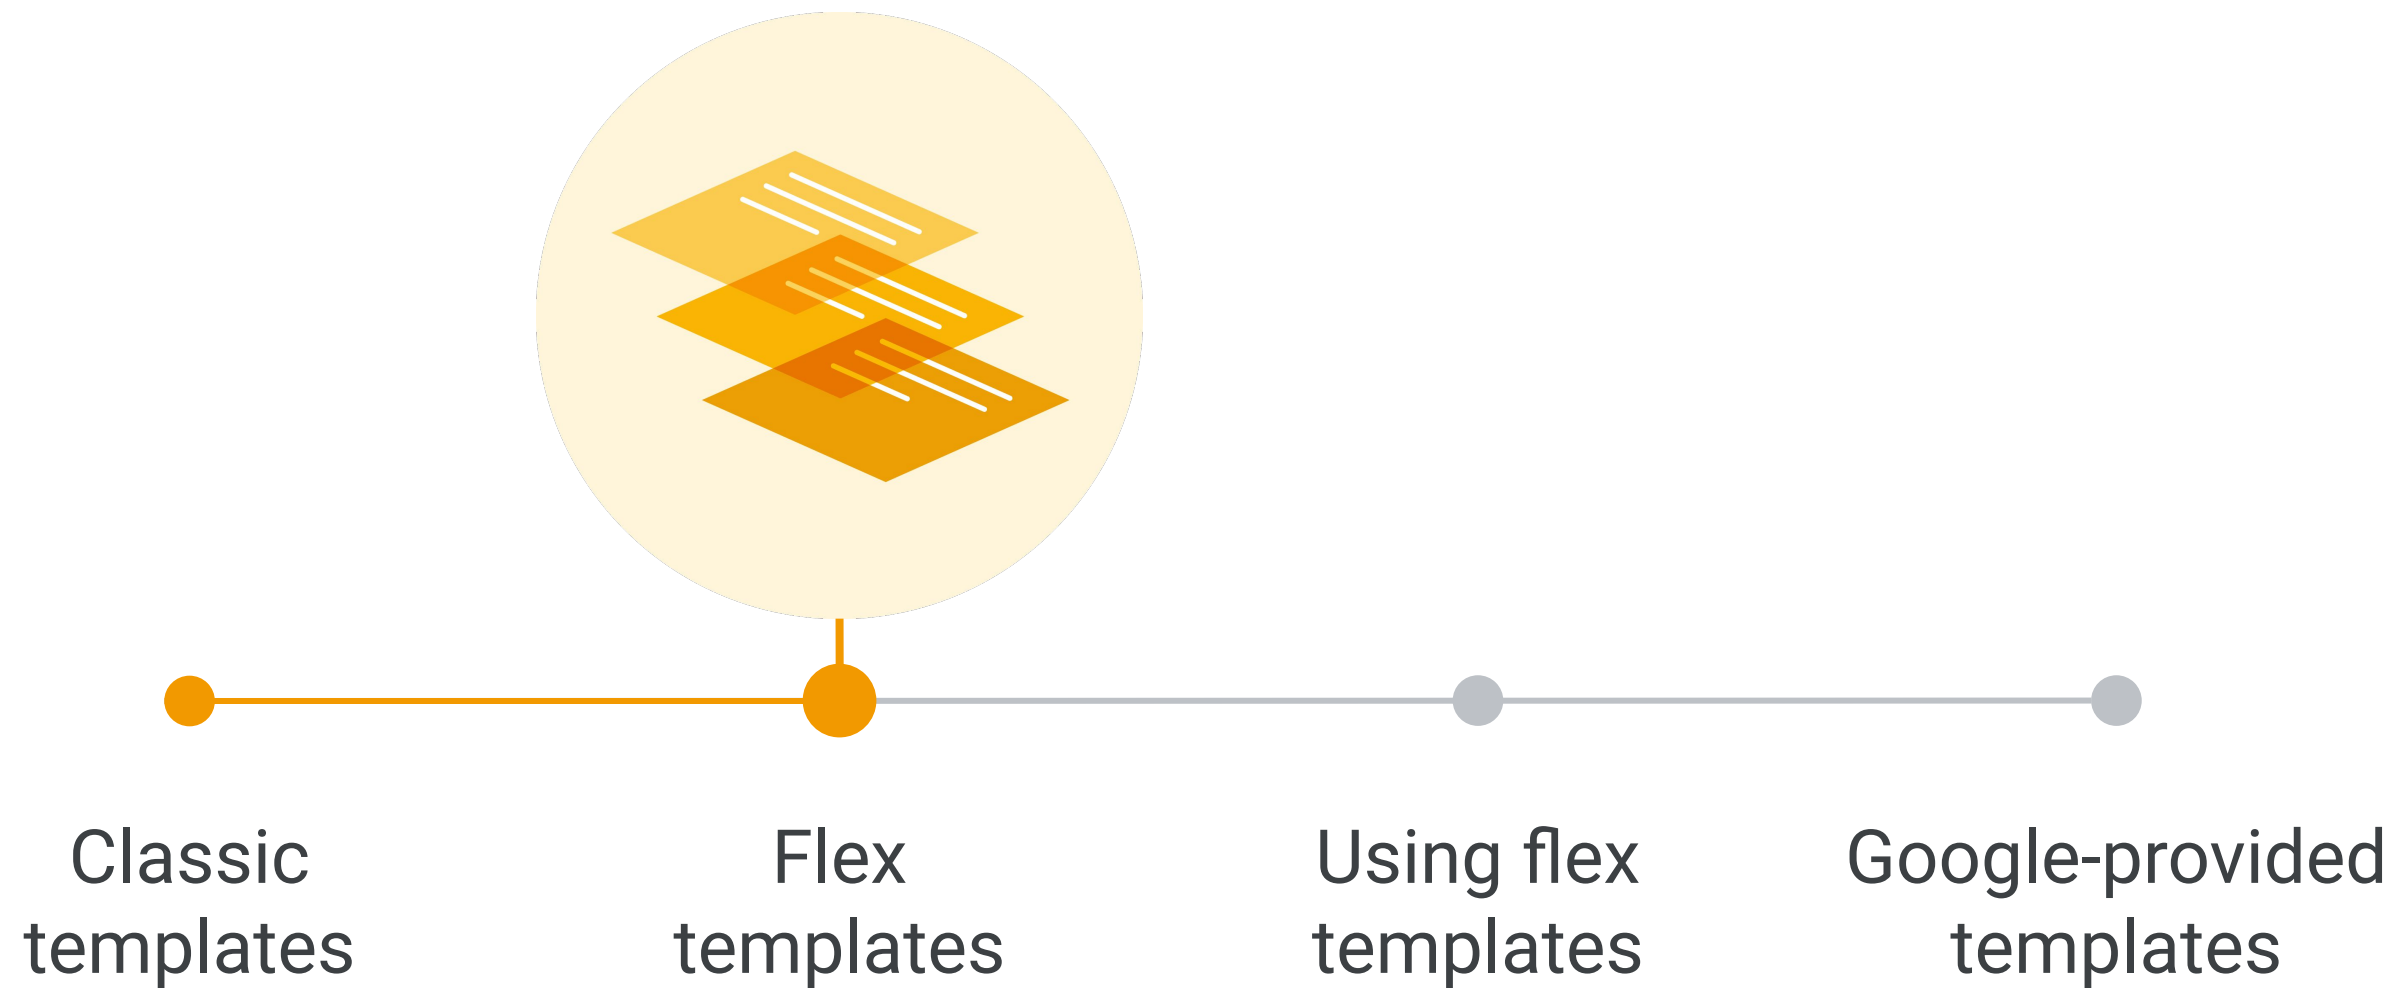 Classic
templates
Flex
templates
Using flex
templates
Google-provided
templates